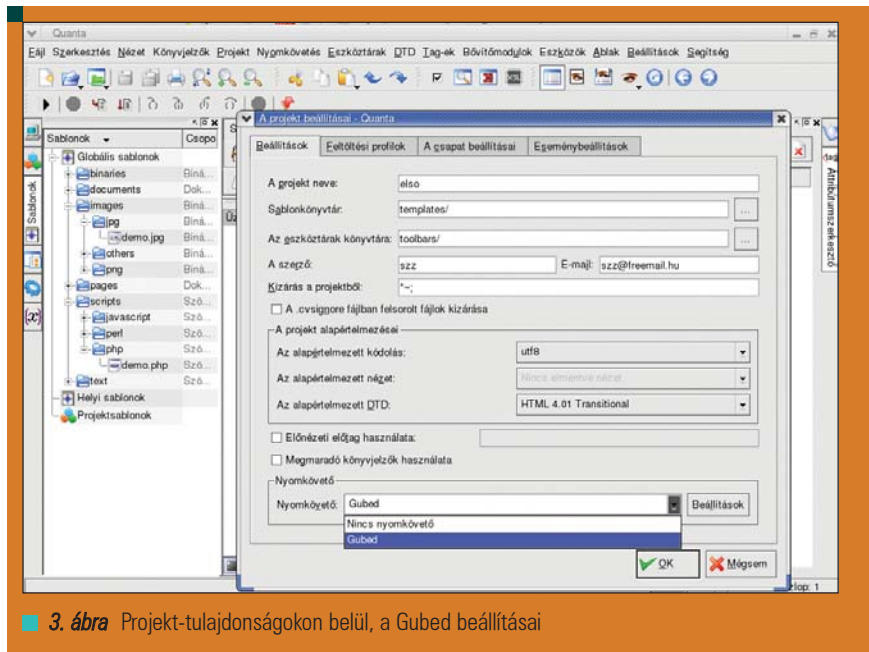 Quanta
Fájl Szerkesztés Nézet Könyvjelzők Projekt Nyomkövetés Eszköztárak DTD Tag-ek Bővítőmodulok Eszközök Ablak Beállítások Segítség
Sablonok Csopo
Globális sablonok
binaries Biná...
documents Dok...
images Biná...
jpg Biná...
demo.jpg Biná...
others Biná...
png Biná...
pages Dok...
scripts Szö...
javascript Szö...
perl Szö...
php Szö...
demo.php Szö...
text Szö...
Helyi sablonok
Projektsablonok
Sablonok
(x)
A projekt beállításai - Quanta
Beállítások Feltöltési profilok A csapat beállításai Eseménybeállítások
A projekt neve: elso
Sablonkönyvtár: templates/ ...
Az eszköztárak könyvtára: toolbars/ ...
A szerző: szz E-mail: szz@freemail.hu
Kizárás a projektből: *~;
A .cvsignore fájlban felsorolt fájlok kizárása
A projekt alapértelmezései
Az alapértelmezett kódolás: utf8
Az alapértelmezett nézet: Nincs elmentve nézet
Az alapértelmezett DTD: HTML 4.01 Transitional
Előnézeti előtag használata:
Megmaradó könyvjelzők használata
Nyomkövető
Nyomkövető: Gubed Beállítások
Nincs nyomkövető
Gubed
OK Mégsem
Attribútumszerkesztő
zlop: 1
3. ábra Projekt-tulajdonságokon belül, a Gubed beállításai